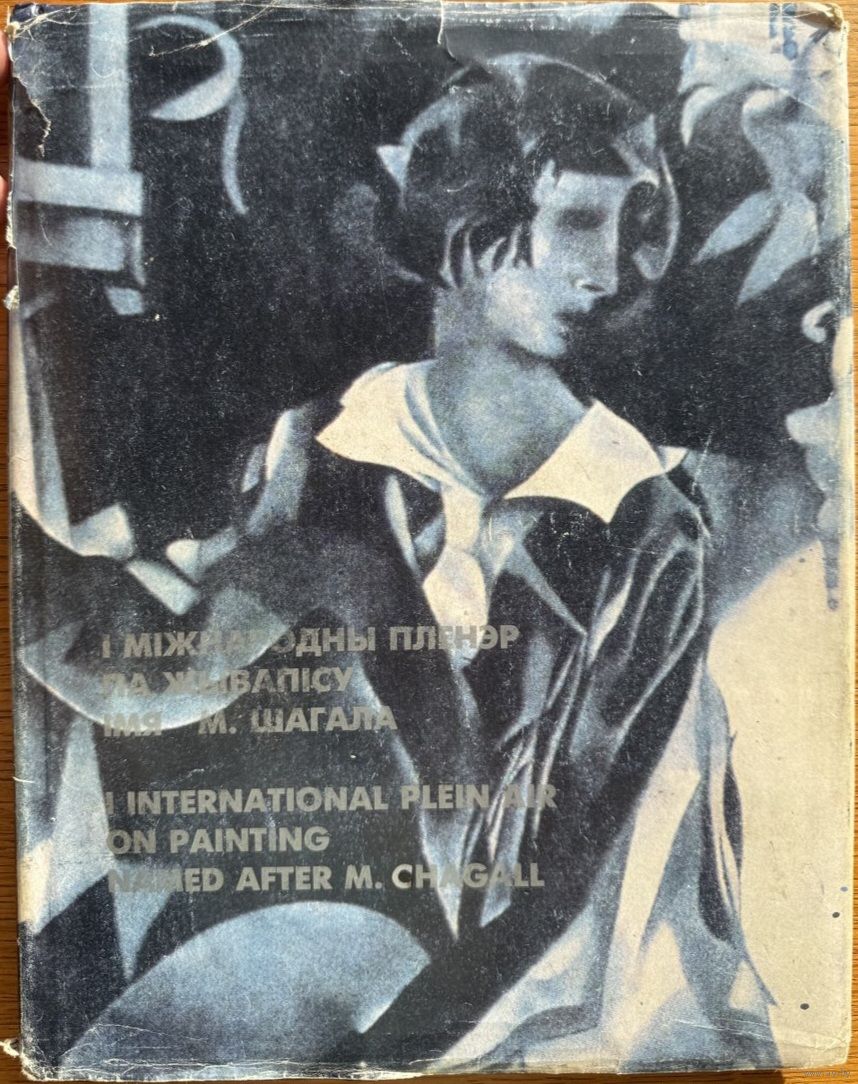 І МІЖНАРОДНЫ ПЛЕНЭР
ПА ЖЫВАПІСУ
ІМЯ М. ШАГАЛА
I INTERNATIONAL PLEIN AIR
ON PAINTING
NAMED AFTER M. CHAGALL